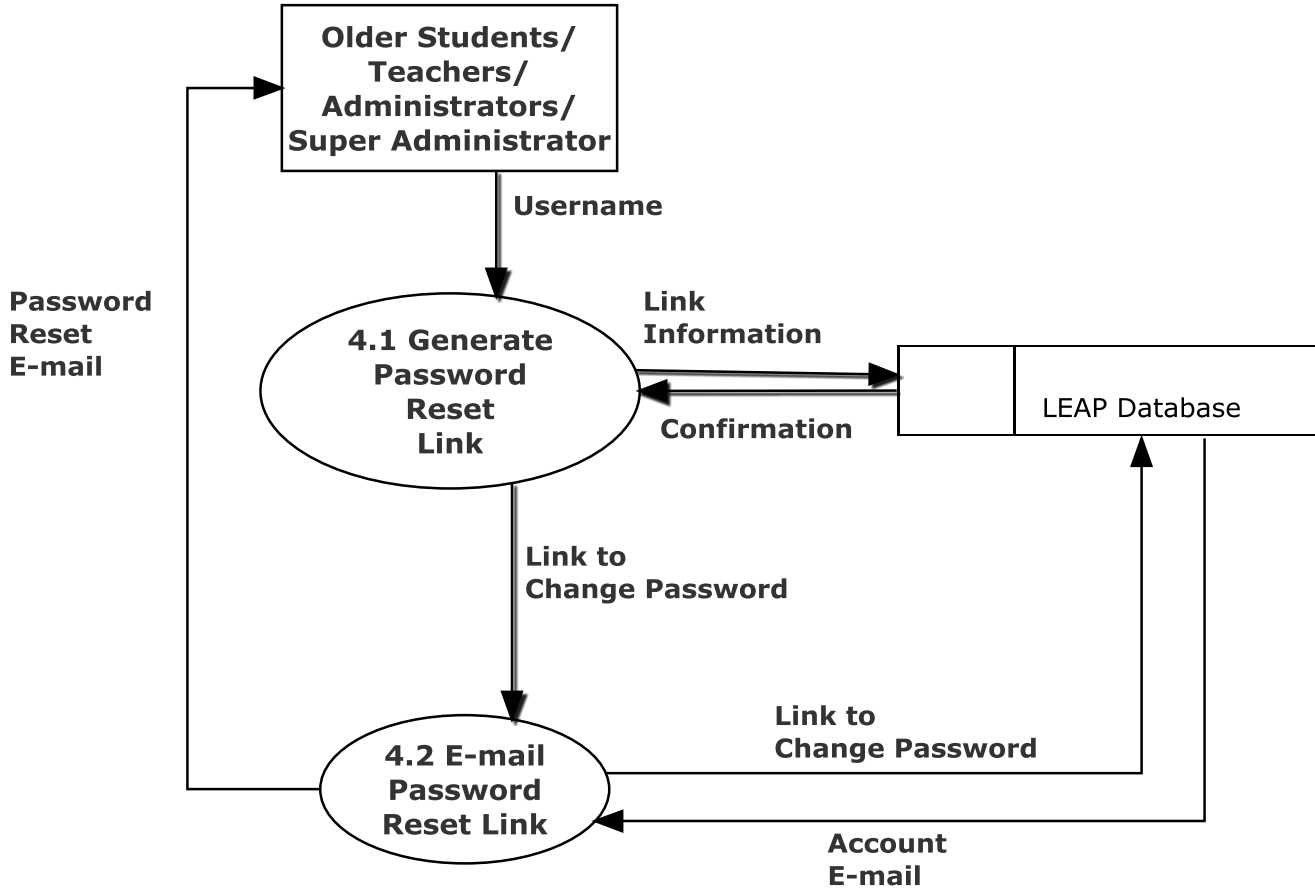 Older Students/
Teachers/
Administrators/
Super Administrator
Username
Password
Reset
E-mail
4.1 Generate
Password
Reset
Link
Link
Information
Confirmation
LEAP Database
Link to
Change Password
4.2 E-mail
Password
Reset Link
Link to
Change Password
Account
E-mail